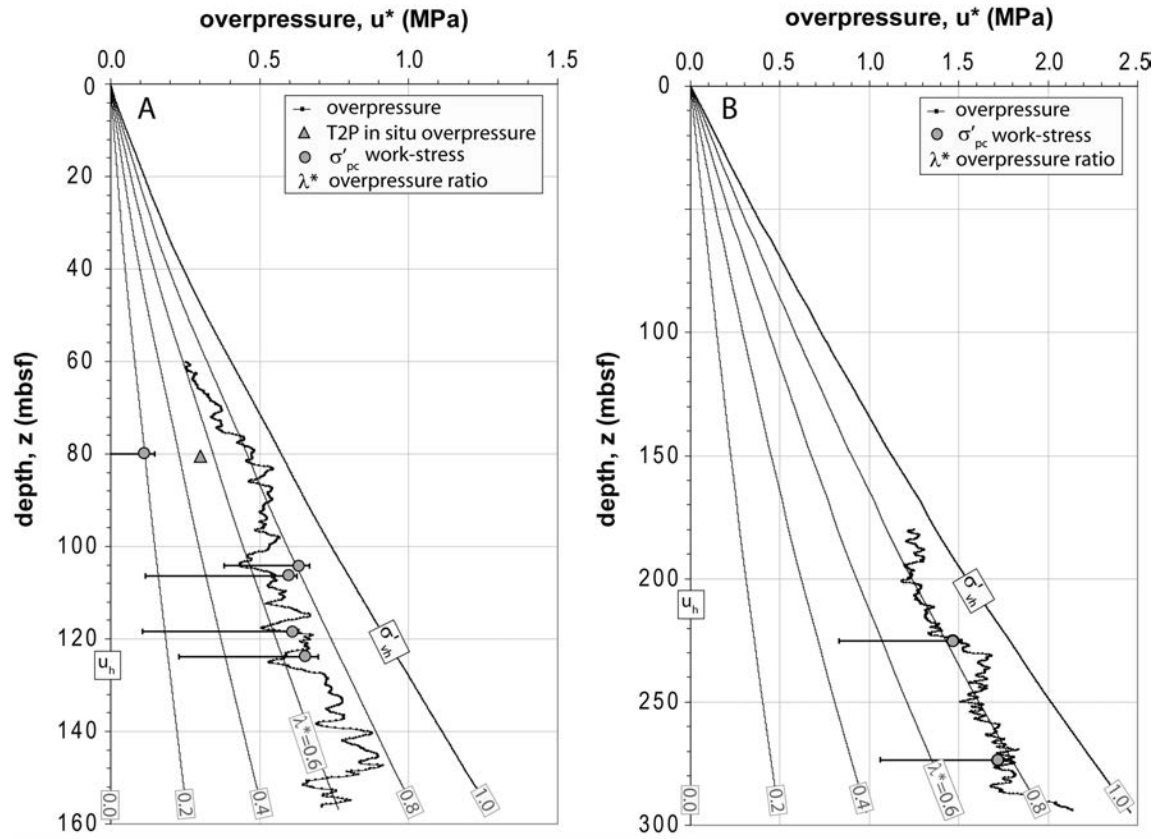 overpressure, u* (MPa)
0.0 0.5 1.0 1.5
A
overpressure
T2P in situ overpressure
σ'pc work-stress
λ* overpressure ratio
depth, z (mbsf)
0
20
40
60
80
100
120
140
160
uh
σ'vh
0.0
0.2
0.4
λ*=0.6
0.8
1.0
overpressure, u* (MPa)
0.0 0.5 1.0 1.5 2.0 2.5
B
overpressure
σ'pc work-stress
λ* overpressure ratio
depth, z (mbsf)
0
100
150
200
250
300
uh
σ'vh
0.0
0.2
0.4
λ*=0.6
0.8
1.0